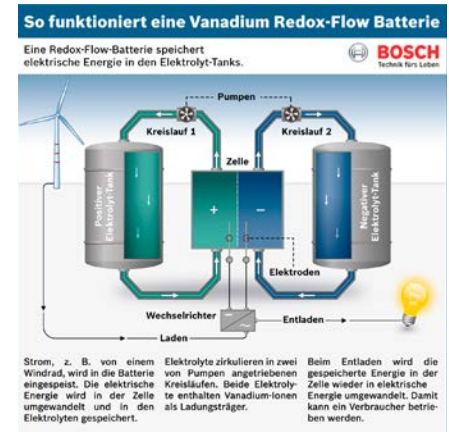 So funktioniert eine Vanadium Redox-Flow Batterie
Eine Redox-Flow-Batterie speichert
elektrische Energie in den Elektrolyt-Tanks.
BOSCH
Technik fürs Leben
Pumpen
Kreislauf 1
Kreislauf 2
Zelle
Positiver
Elektrolyt-Tank
+
–
Negativer
Elektrolyt-Tank
Elektroden
Wechselrichter
Entladen
Laden
Strom, z. B. von einem
Windrad, wird in die Batterie
eingespeist. Die elektrische
Energie wird in der Zelle
umgewandelt und in den
Elektrolyten gespeichert.
Elektrolyte zirkulieren in zwei
von Pumpen angetriebenen
Kreisläufen. Beide Elektroly-
te enthalten Vanadium-Ionen
als Ladungsträger.
Beim Entladen wird die
gespeicherte Energie in der
Zelle wieder in elektrische
Energie umgewandelt. Damit
kann ein Verbraucher betrie-
ben werden.